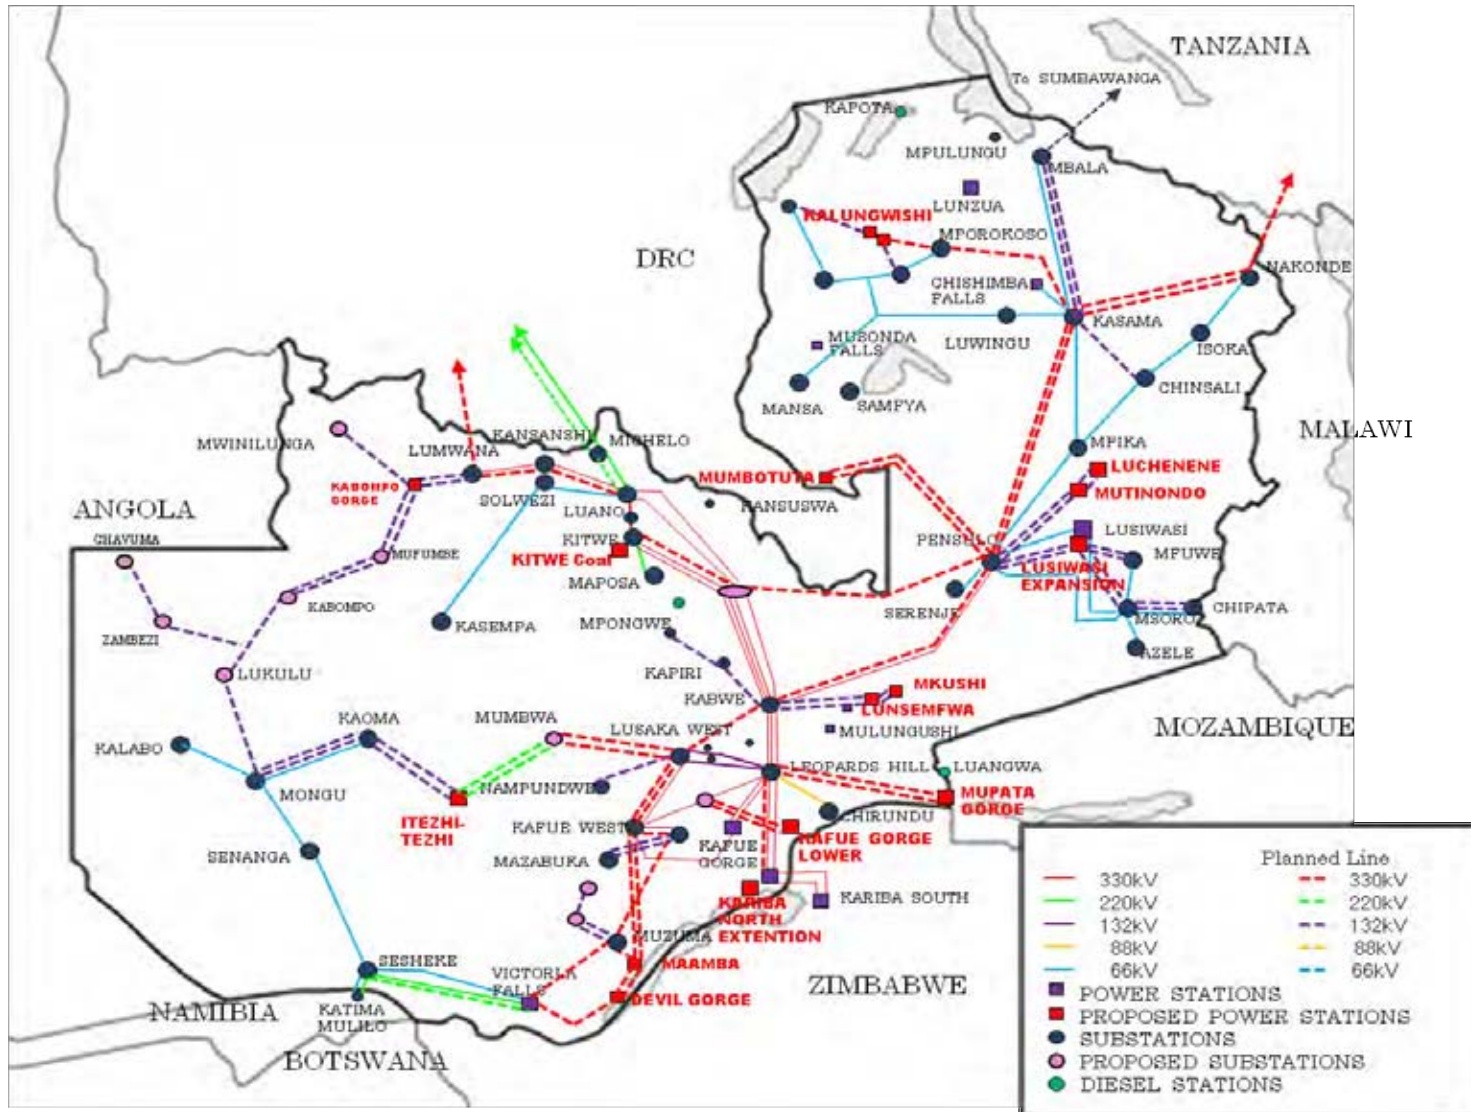 TANZANIA
To SUMBAWANGA
KAPOTA
MPULUNGU
MBALA
LUNZUA
KALUNGWISHI
MPOROKOSO
DRC
NAKONDE
CHISHIMBA
FALLS
KASAMA
MUSONDA
FALLS
LUWINGU
ISOKA
CHINSALI
MANSA
SAMFYA
MALAWI
MWINILUNGA
KANSANSHI
MICHELO
LUMWANA
MPIKA
LUCHENENE
MUMBOTUTA
KABOMPO
GORGE
SOLWEZI
MUTINONDO
ANGOLA
LUANO
KANSUSWA
LUSIWASI
CHAVUMA
KITWE
PENSULO
MUFUMBE
KITWE Coal
MFUWE
MAPOSA
LUSIWASI
EXPANSION
SERENJE
KABOMPO
CHIPATA
ZAMBEZI
KASEMPA
MPONGWE
MSORO
AZELE
LUKULU
KAPIRI
MKUSHI
KABWE
LUNSEMFWA
KAOMA
MUMBWA
LUSAKA WEST
MULUNGUSHI
MOZAMBIQUE
KALABO
LEOPARDS HILL
LUANGWA
MONGU
NAMPUNDWE
MUPATA
GORGE
ITEZHI-
TEZHI
CHIRUNDU
KAFUE WEST
KAFUE
GORGE
KAFUE GORGE
LOWER
SENANGA
MAZABUKA
KARIBA SOUTH
KARIBA
NORTH
EXTENTION
MUZUMA
SESHEKE
MAAMBA
VICTORIA
FALLS
ZIMBABWE
DEVIL GORGE
NAMIBIA
KATIMA
MULILO
BOTSWANA
Planned Line
330kV 330kV
220kV 220kV
132kV 132kV
88kV 88kV
66kV 66kV
POWER STATIONS
PROPOSED POWER STATIONS
SUBSTATIONS
PROPOSED SUBSTATIONS
DIESEL STATIONS